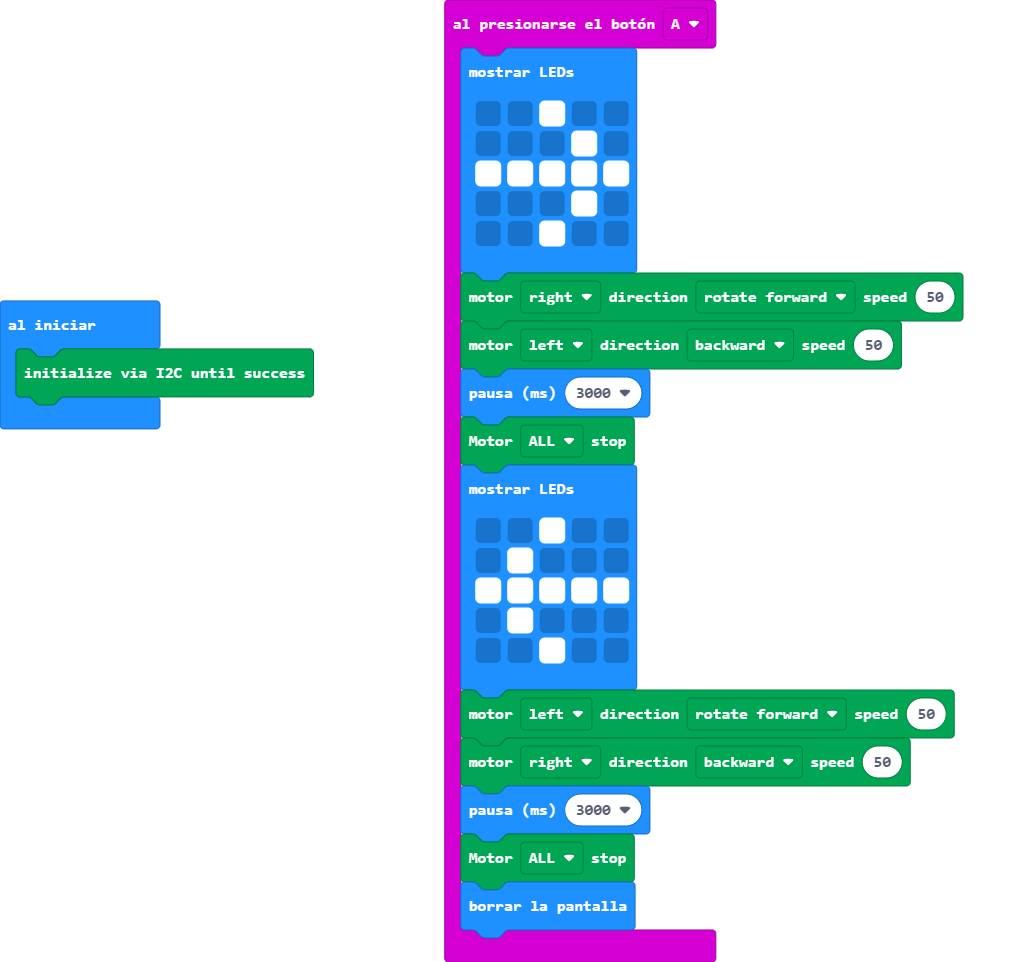 al presionarse el botón A
mostrar LEDs
motor right direction rotate forward speed 50
motor left direction backward speed 50
pausa (ms) 3000
Motor ALL stop
mostrar LEDs
motor left direction rotate forward speed 50
motor right direction backward speed 50
pausa (ms) 3000
Motor ALL stop
borrar la pantalla
al iniciar
initialize via I2C until success